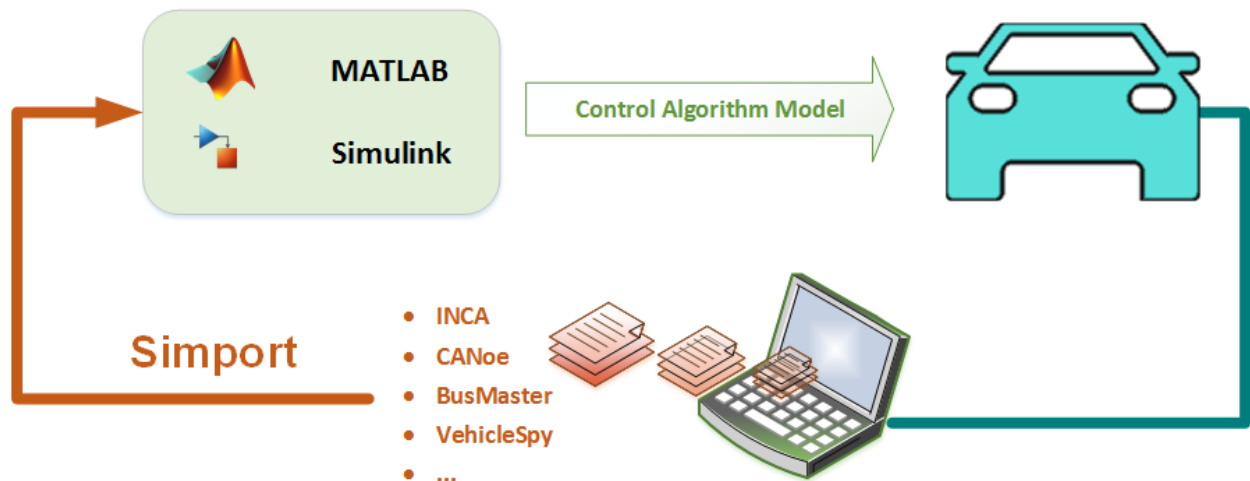 MATLAB
Control Algorithm Model
Simulink
Simport
• INCA
• CANoe
• BusMaster
• VehicleSpy
• ...